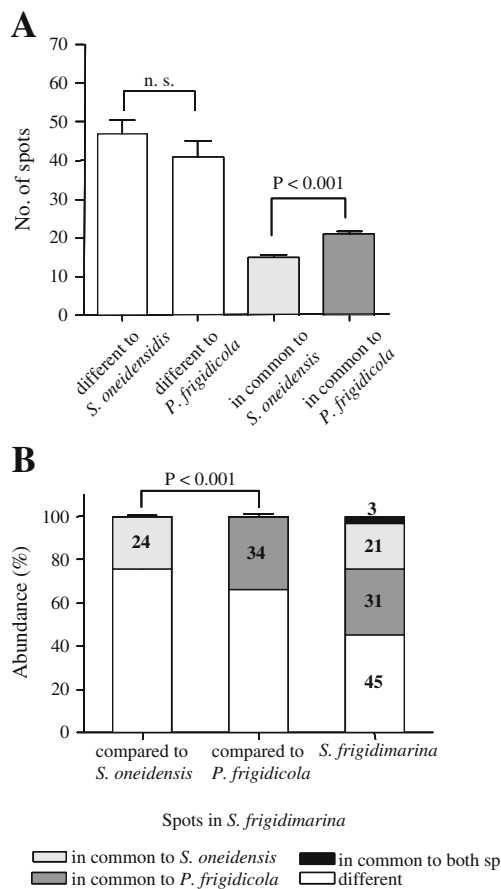 A
70
60
50
40
30
20
10
0
No. of spots
n. s.
P < 0.001
different to
S. oneidensidis
different to
P. frigidicola
in common to
S. oneidensis
in common to
P. frigidicola
B
P < 0.001
100
80
60
40
20
0
Abundance (%)
24
34
3
21
31
45
compared to
S. oneidensis
compared to
P. frigidicola
S. frigidimarina
Spots in S. frigidimarina
in common to S. oneidensis
in common to both sp
in common to P. frigidicola
different